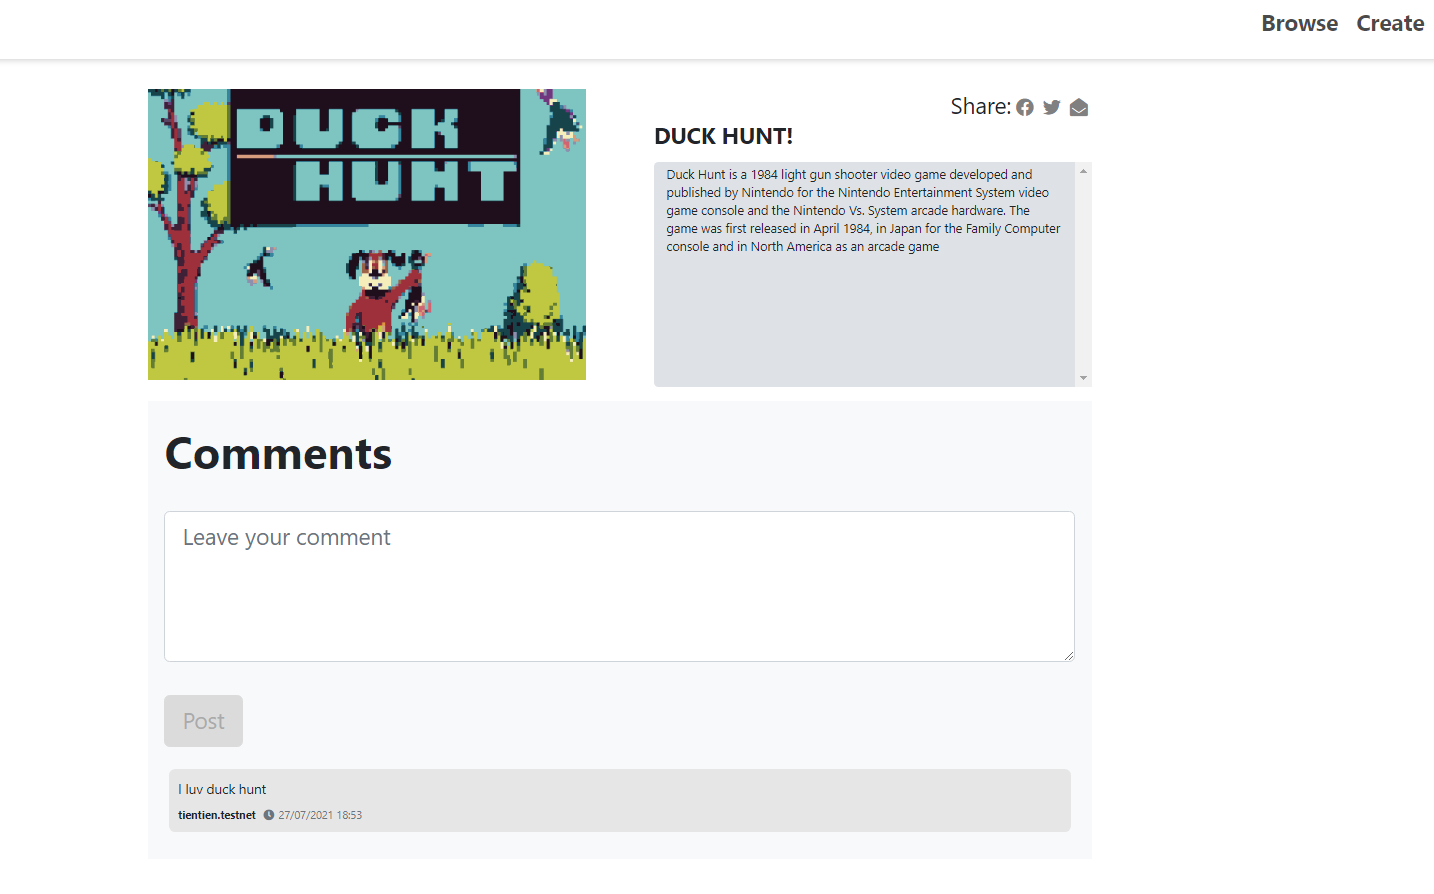 Browse Create
DUCK
HUNT
Share:
DUCK HUNT!
Duck Hunt is a 1984 light gun shooter video game developed and
published by Nintendo for the Nintendo Entertainment System video
game console and the Nintendo Vs. System arcade hardware. The
game was first released in April 1984, in Japan for the Family Computer
console and in North America as an arcade game
Comments
Leave your comment
Post
I luv duck hunt
tientien.testnet 27/07/2021 18:53